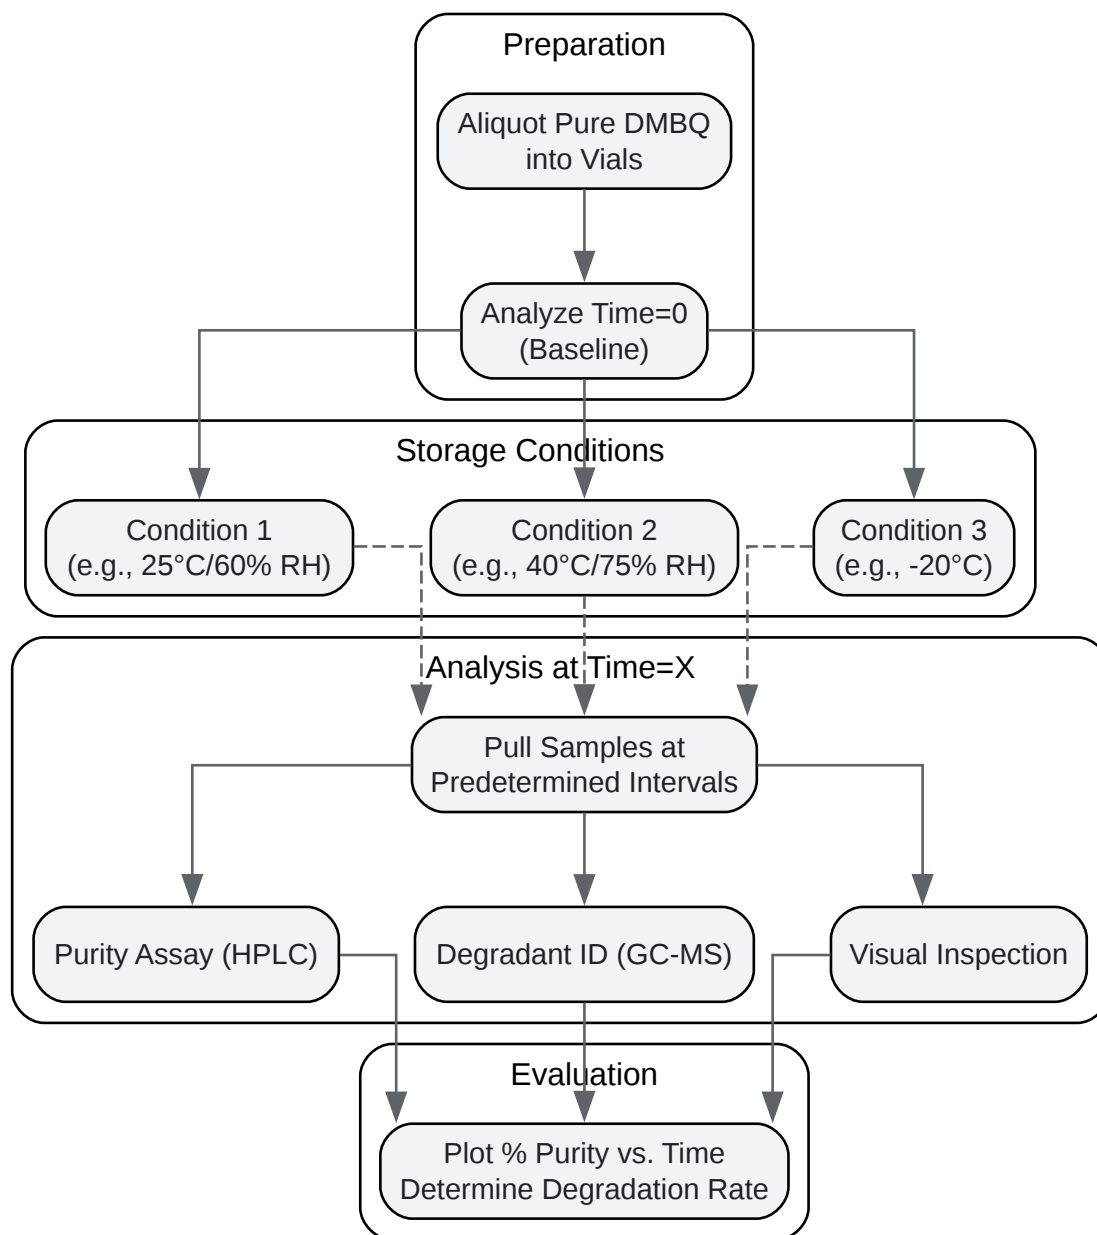 Preparation
Aliquot Pure DMBQ
into Vials
Analyze Time=0
(Baseline)
Storage Conditions
Condition 1
(e.g., 25°C/60% RH)
Condition 2
(e.g., 40°C/75% RH)
Condition 3
(e.g., -20°C)
Analysis at Time=X
Pull Samples at
Predetermined Intervals
Purity Assay (HPLC)
Degradant ID (GC-MS)
Visual Inspection
Evaluation
Plot % Purity vs. Time
Determine Degradation Rate